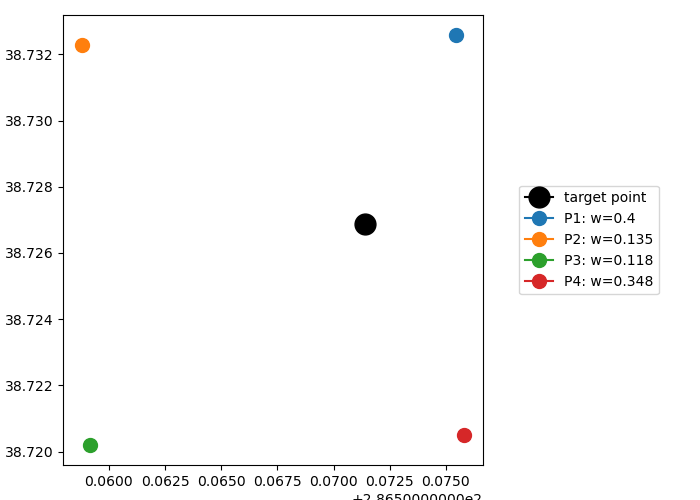 38.732
38.730
38.728
38.726
38.724
38.722
38.720
0.0600 0.0625 0.0650 0.0675 0.0700 0.0725 0.0750
+2.8650000000e2
target point
P1: w=0.4
P2: w=0.135
P3: w=0.118
P4: w=0.348